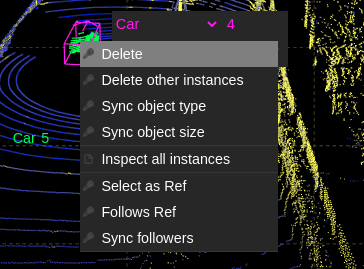 Car 4
Delete
Delete other instances
Sync object type
Sync object size
Car 5
Inspect all instances
Select as Ref
Follows Ref
Sync followers